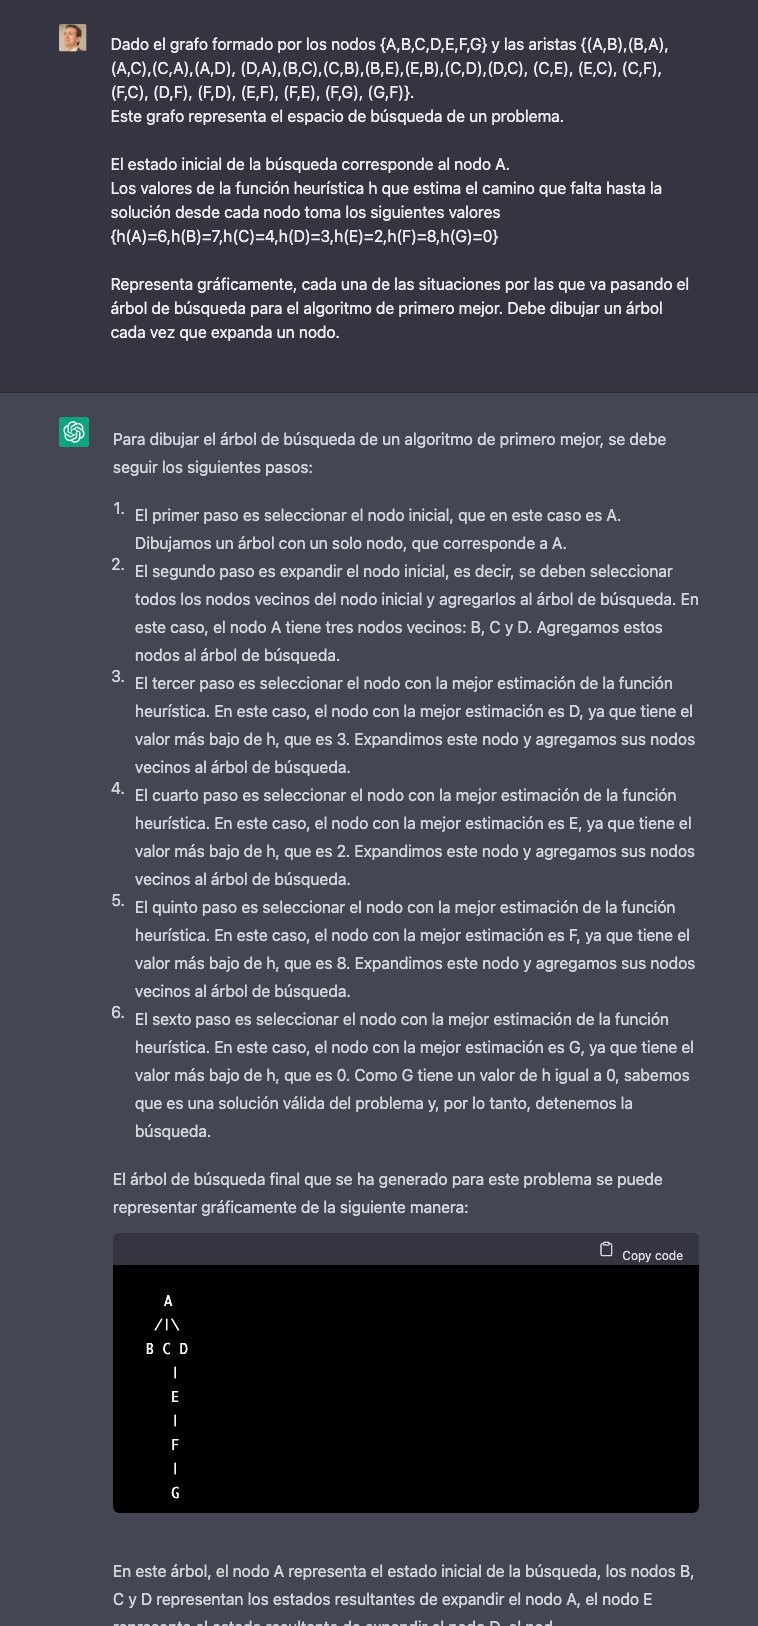 Dado el grafo formado por los nodos {A,B,C,D,E,F,G} y las aristas {(A,B),(B,A),
(A,C),(C,A),(A,D), (D,A),(B,C),(C,B),(B,E),(E,B),(C,D),(D,C), (C,E), (E,C), (C,F),
(F,C), (D,F), (F,D), (E,F), (F,E), (F,G), (G,F)}.
Este grafo representa el espacio de búsqueda de un problema.
El estado inicial de la búsqueda corresponde al nodo A.
Los valores de la función heurística h que estima el camino que falta hasta la
solución desde cada nodo toma los siguientes valores
{h(A)=6,h(B)=7,h(C)=4,h(D)=3,h(E)=2,h(F)=8,h(G)=0}
Representa gráficamente, cada una de las situaciones por las que va pasando el
árbol de búsqueda para el algoritmo de primero mejor. Debe dibujar un árbol
cada vez que expanda un nodo.
Para dibujar el árbol de búsqueda de un algoritmo de primero mejor, se debe
seguir los siguientes pasos:
1. El primer paso es seleccionar el nodo inicial, que en este caso es A.
Dibujamos un árbol con un solo nodo, que corresponde a A.
2. El segundo paso es expandir el nodo inicial, es decir, se deben seleccionar
todos los nodos vecinos del nodo inicial y agregarlos al árbol de búsqueda. En
este caso, el nodo A tiene tres nodos vecinos: B, C y D. Agregamos estos
nodos al árbol de búsqueda.
3. El tercer paso es seleccionar el nodo con la mejor estimación de la función
heurística. En este caso, el nodo con la mejor estimación es D, ya que tiene el
valor más bajo de h, que es 3. Expandimos este nodo y agregamos sus nodos
vecinos al árbol de búsqueda.
4. El cuarto paso es seleccionar el nodo con la mejor estimación de la función
heurística. En este caso, el nodo con la mejor estimación es E, ya que tiene el
valor más bajo de h, que es 2. Expandimos este nodo y agregamos sus nodos
vecinos al árbol de búsqueda.
5. El quinto paso es seleccionar el nodo con la mejor estimación de la función
heurística. En este caso, el nodo con la mejor estimación es F, ya que tiene el
valor más bajo de h, que es 8. Expandimos este nodo y agregamos sus nodos
vecinos al árbol de búsqueda.
6. El sexto paso es seleccionar el nodo con la mejor estimación de la función
heurística. En este caso, el nodo con la mejor estimación es G, ya que tiene el
valor más bajo de h, que es 0. Como G tiene un valor de h igual a 0, sabemos
que es una solución válida del problema y, por lo tanto, detenemos la
búsqueda.
El árbol de búsqueda final que se ha generado para este problema se puede
representar gráficamente de la siguiente manera:
Copy code
A
/|\
B C D
|
E
|
F
|
G
En este árbol, el nodo A representa el estado inicial de la búsqueda, los nodos B,
C y D representan los estados resultantes de expandir el nodo A, el nodo E